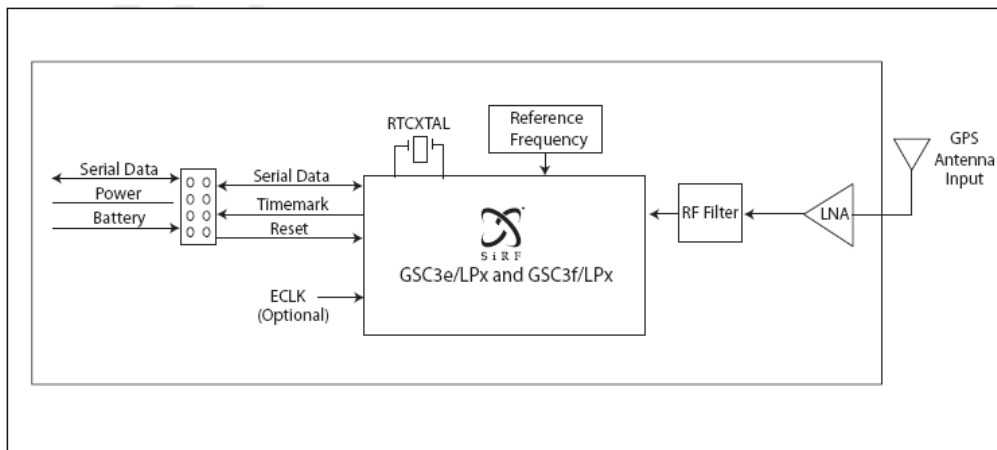 RTCXTAL
Reference
Frequency
GPS
Antenna
Input
Serial Data
Power
Battery
Serial Data
Timemark
Reset
RF Filter
LNA
SiRF
GSC3e/LPx and GSC3f/LPx
ECLK
(Optional)